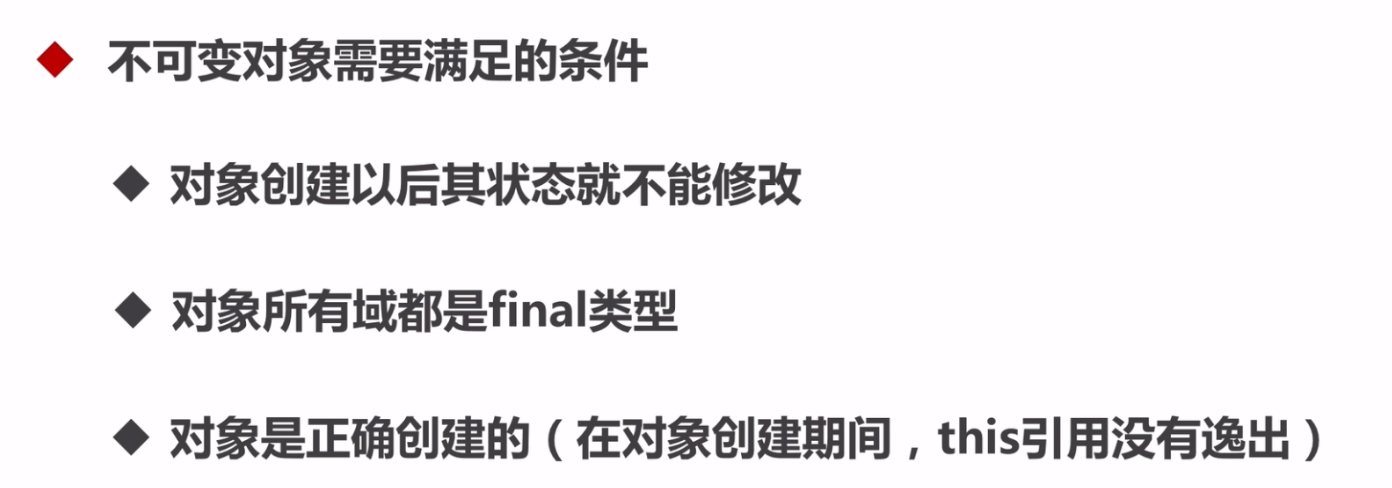 不可变对象需要满足的条件
对象创建以后其状态就不能修改
对象所有域都是final类型
对象是正确创建的（在对象创建期间，this引用没有逸出）